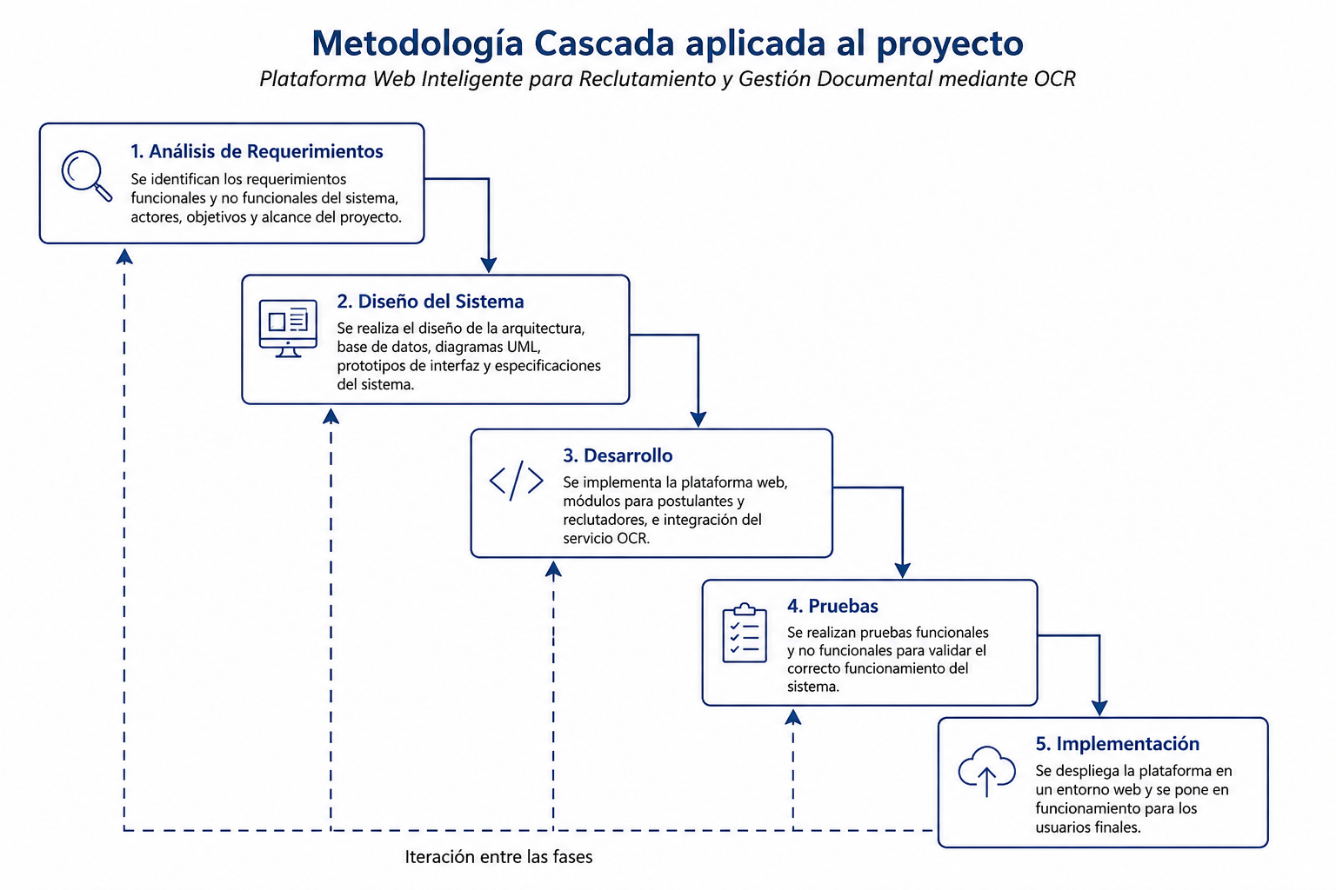 Metodología Cascada aplicada al proyecto
Plataforma Web Inteligente para Reclutamiento y Gestión Documental mediante OCR
1. Análisis de Requerimientos
Se identifican los requerimientos
funcionales y no funcionales del sistema,
actores, objetivos y alcance del proyecto.
2. Diseño del Sistema
Se realiza el diseño de la arquitectura,
base de datos, diagramas UML,
prototipos de interfaz y especificaciones
del sistema.
3. Desarrollo
Se implementa la plataforma web,
módulos para postulantes y
reclutadores, e integración del
servicio OCR.
4. Pruebas
Se realizan pruebas funcionales
y no funcionales para validar el
correcto funcionamiento del
sistema.
5. Implementación
Se despliega la plataforma en
un entorno web y se pone en
funcionamiento para los
usuarios finales.
Iteración entre las fases